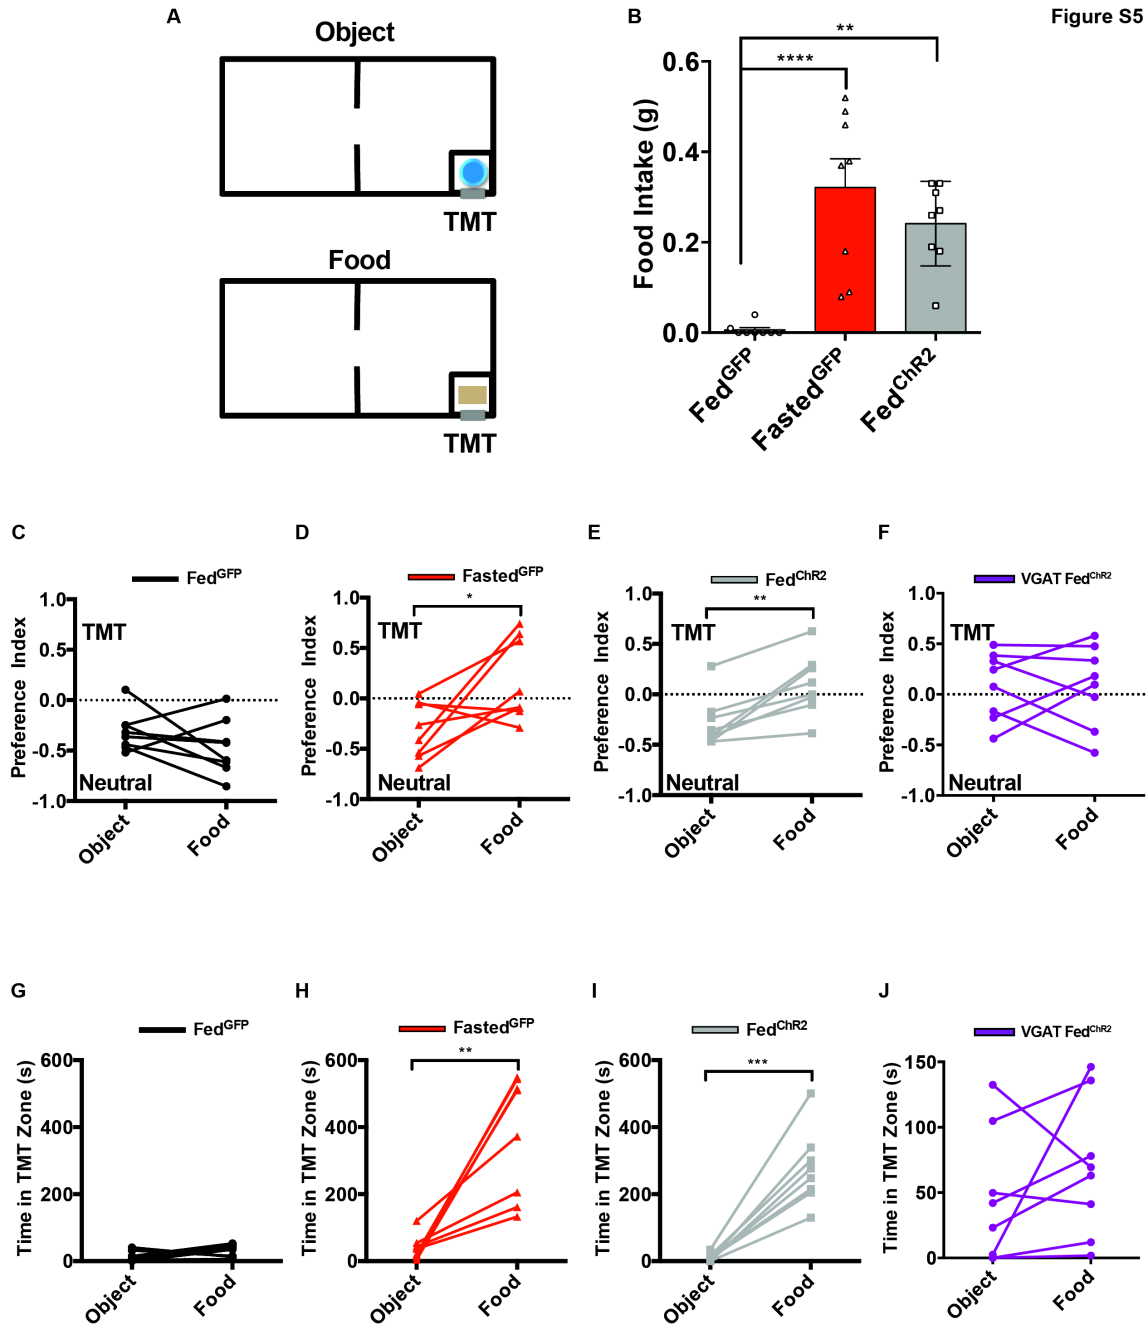 Figure S5
A
Object
TMT
Food
TMT
B
**
****
Food Intake (g)
0.6
0.4
0.2
0.0
FedGFP
FastedGFP
FedChR2
C
FedGFP
Preference Index
1.0
0.5
0.0
-0.5
-1.0
TMT
Neutral
Object
Food
D
FastedGFP
*
Preference Index
1.0
0.5
0.0
-0.5
-1.0
TMT
Neutral
Object
Food
E
FedChR2
**
Preference Index
1.0
0.5
0.0
-0.5
-1.0
TMT
Neutral
Object
Food
F
VGAT FedChR2
Preference Index
1.0
0.5
0.0
-0.5
-1.0
TMT
Neutral
Object
Food
G
FedGFP
Time in TMT Zone (s)
600
400
200
0
Object
Food
H
FastedGFP
**
Time in TMT Zone (s)
600
400
200
0
Object
Food
I
FedChR2
***
Time in TMT Zone (s)
600
400
200
0
Object
Food
J
VGAT FedChR2
Time in TMT Zone (s)
150
100
50
0
Object
Food